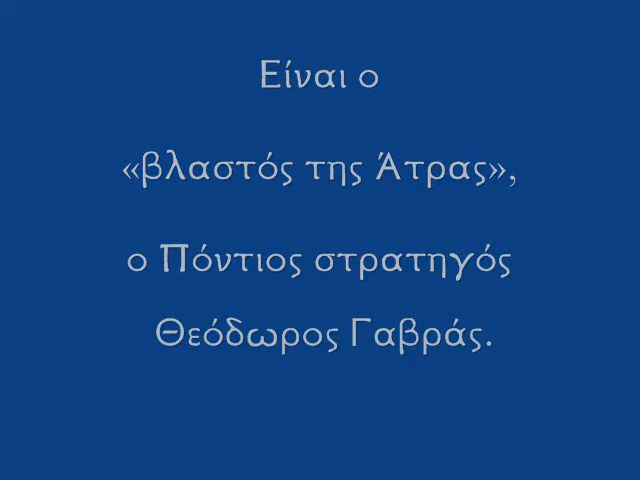 Είναι ο
«βλαστός της Άτρας»,
ο Πόντιος στρατηγός
Θεόδωρος Γαβράς.